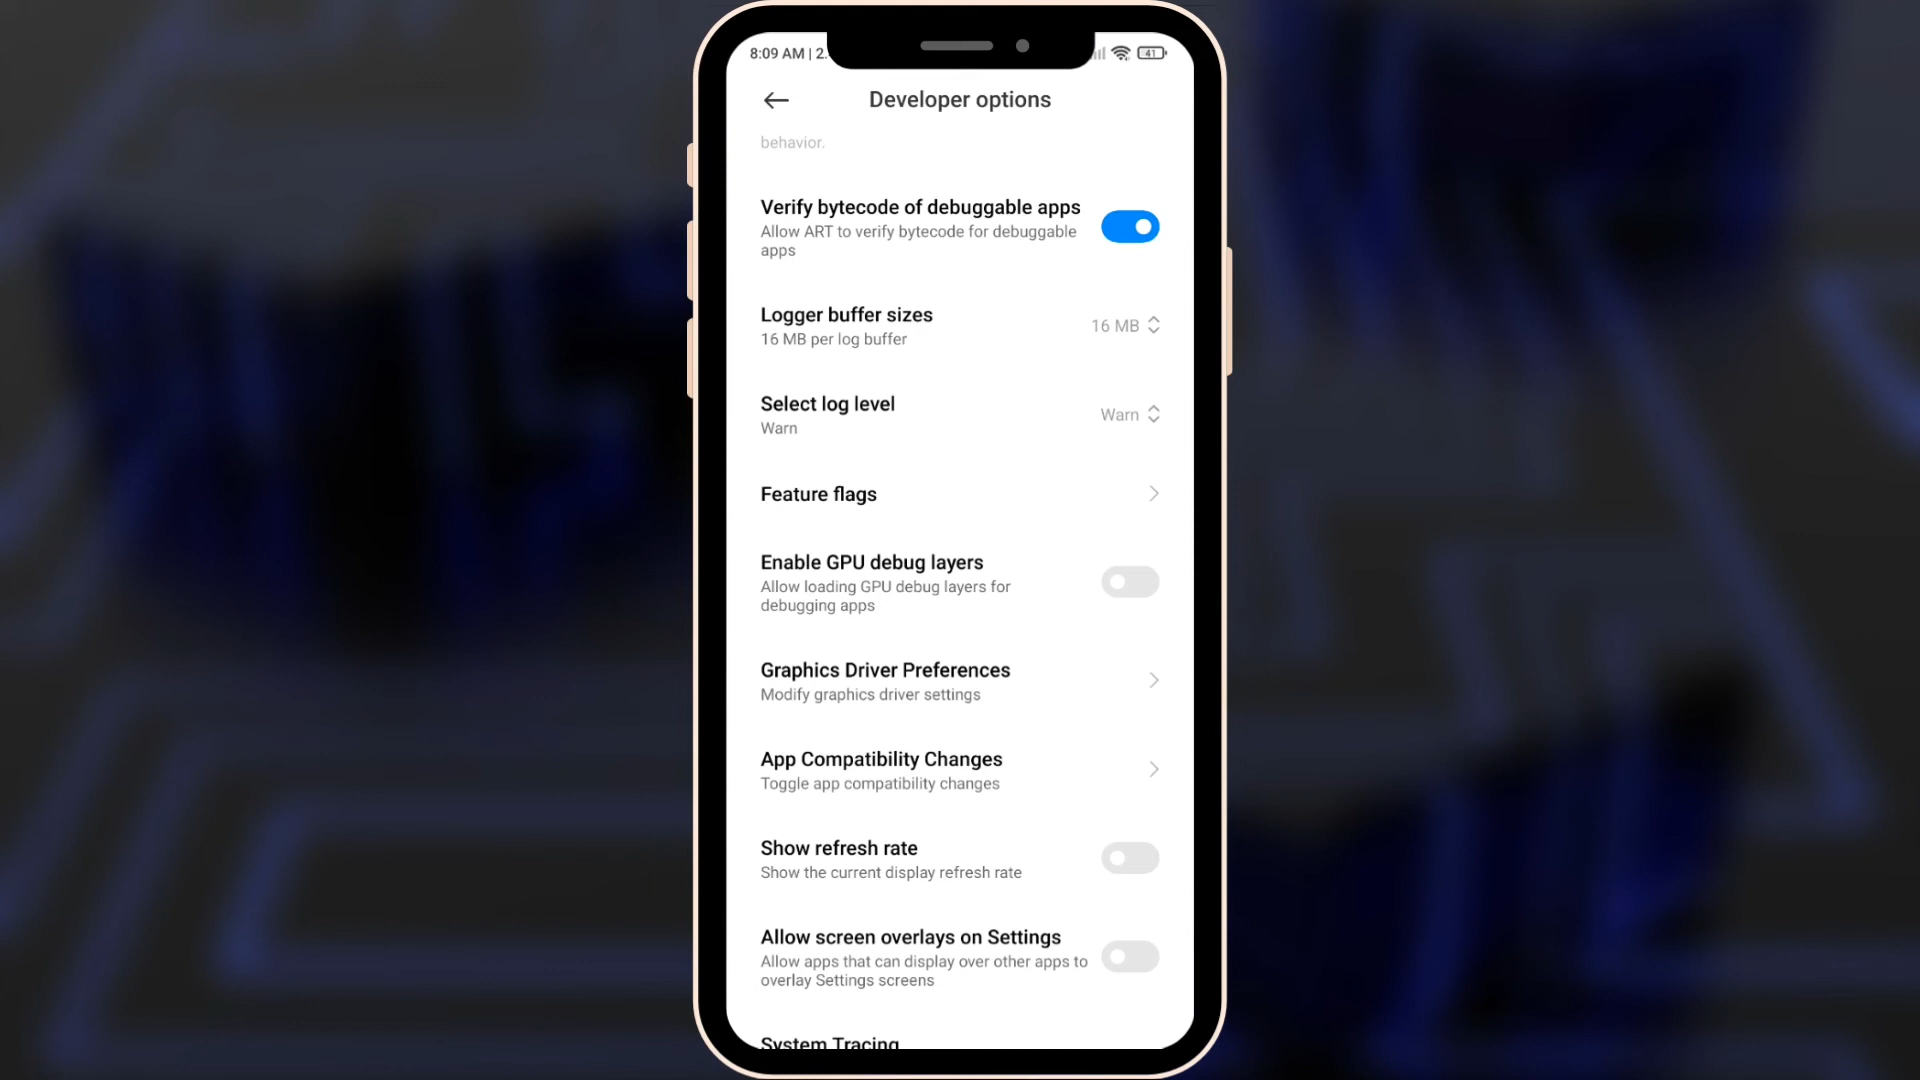 8:09 AM | 2.
41
Developer options
behavior.
Verify bytecode of debuggable apps
Allow ART to verify bytecode for debuggable
apps
Logger buffer sizes
16 MB per log buffer
16 MB
Select log level
Warn
Warn
Feature flags
Enable GPU debug layers
Allow loading GPU debug layers for
debugging apps
Graphics Driver Preferences
Modify graphics driver settings
App Compatibility Changes
Toggle app compatibility changes
Show refresh rate
Show the current display refresh rate
Allow screen overlays on Settings
Allow apps that can display over other apps to
overlay Settings screens
System Tracing